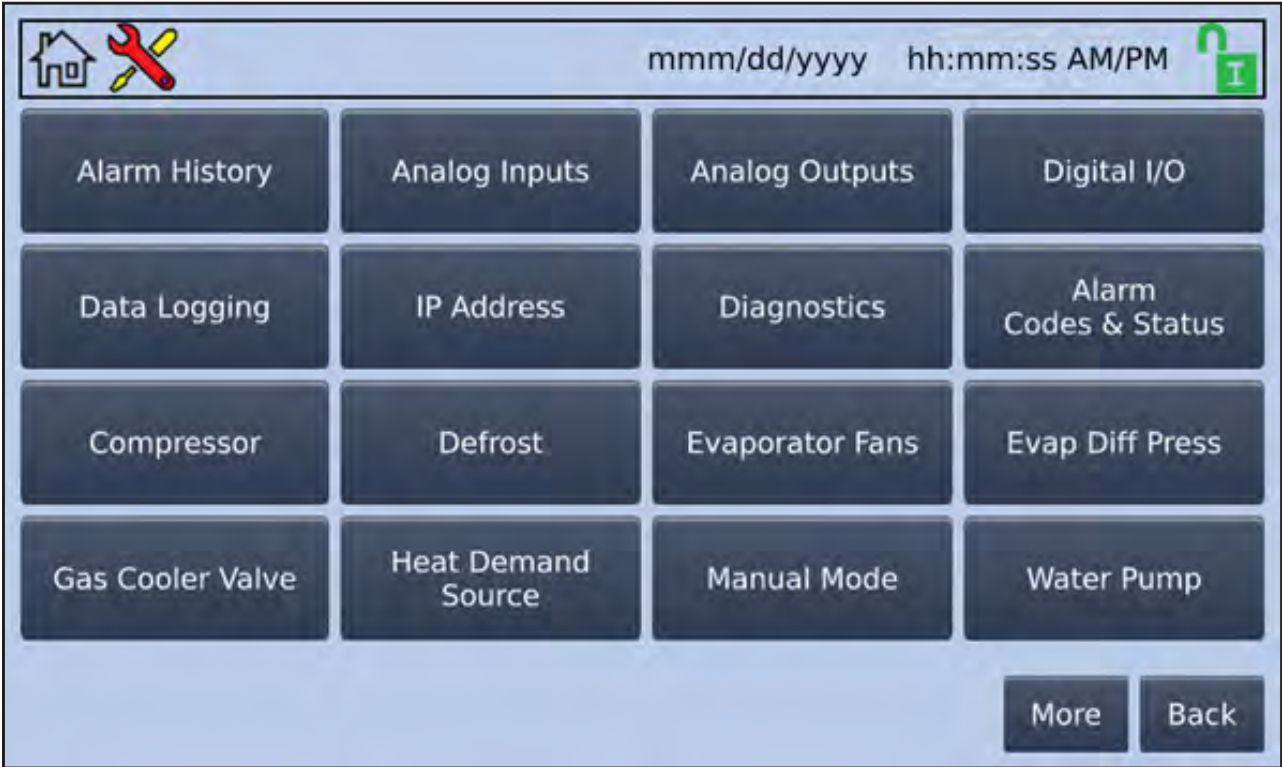 mmm/dd/yyyy hh:mm:ss AM/PM I
Alarm History Analog Inputs Analog Outputs Digital I/O
Data Logging IP Address Diagnostics Alarm
Codes & Status
Compressor Defrost Evaporator Fans Evap Diff Press
Gas Cooler Valve Heat Demand
Source Manual Mode Water Pump
More Back